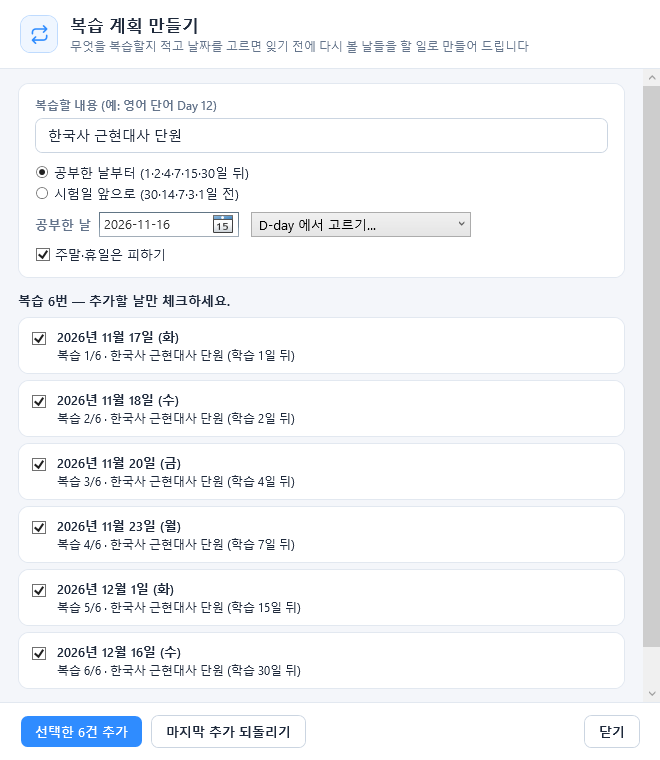 복습 계획 만들기
무엇을 복습할지 적고 날짜를 고르면 잊기 전에 다시 볼 날들을 할 일로 만들어 드립니다
복습할 내용 (예: 영어 단어 Day 12)
한국사 근현대사 단원
공부한 날부터 (1·2·4·7·15·30일 뒤)
시험일 앞으로 (30·14·7·3·1일 전)
공부한 날 2026-11-16 15 D-day 에서 고르기...
주말·휴일은 피하기
복습 6번 — 추가할 날만 체크하세요.
2026년 11월 17일 (화)
복습 1/6 · 한국사 근현대사 단원 (학습 1일 뒤)
2026년 11월 18일 (수)
복습 2/6 · 한국사 근현대사 단원 (학습 2일 뒤)
2026년 11월 20일 (금)
복습 3/6 · 한국사 근현대사 단원 (학습 4일 뒤)
2026년 11월 23일 (월)
복습 4/6 · 한국사 근현대사 단원 (학습 7일 뒤)
2026년 12월 1일 (화)
복습 5/6 · 한국사 근현대사 단원 (학습 15일 뒤)
2026년 12월 16일 (수)
복습 6/6 · 한국사 근현대사 단원 (학습 30일 뒤)
선택한 6건 추가 마지막 추가 되돌리기 닫기